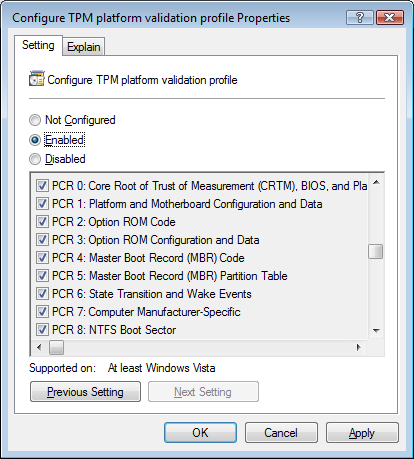 Configure TPM platform validation profile Properties
Setting Explain
Configure TPM platform validation profile
Not Configured
Enabled
Disabled
PCR 0: Core Root of Trust of Measurement (CRTM), BIOS, and Pla
PCR 1: Platform and Motherboard Configuration and Data
PCR 2: Option ROM Code
PCR 3: Option ROM Configuration and Data
PCR 4: Master Boot Record (MBR) Code
PCR 5: Master Boot Record (MBR) Partition Table
PCR 6: State Transition and Wake Events
PCR 7: Computer Manufacturer-Specific
PCR 8: NTFS Boot Sector
Supported on: At least Windows Vista
Previous Setting Next Setting
OK Cancel Apply